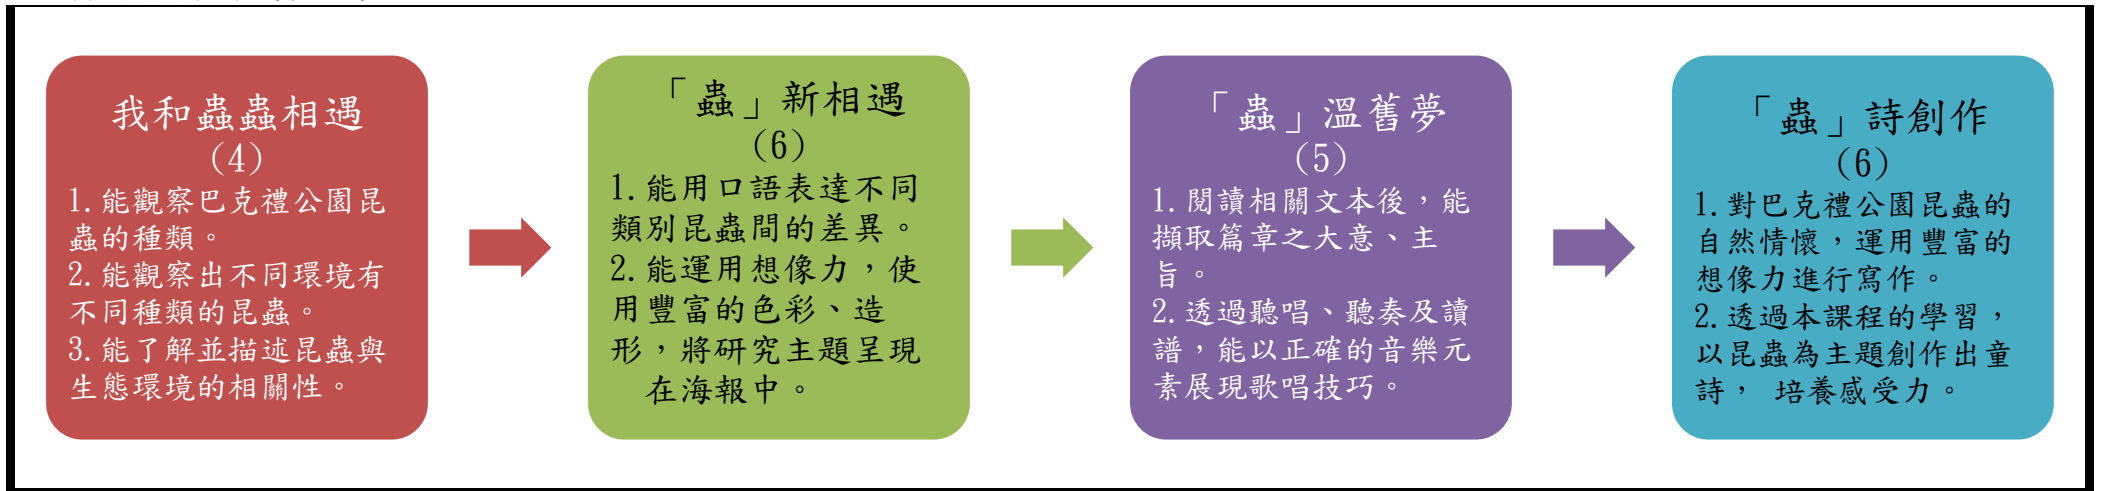 我和蟲蟲相遇
(4)
1.能觀察巴克禮公園昆
蟲的種類。
2.能觀察出不同環境有
不同種類的昆蟲。
3.能了解並描述昆蟲與
生態環境的相關性。
「蟲」新相遇
(6)
1.能用口語表達不同
類別昆蟲間的差異。
2.能運用想像力，使
用豐富的色彩、造
形，將研究主題呈現
在海報中。
「蟲」溫舊夢
(5)
1.閱讀相關文本後，能
擷取篇章之大意、主
旨。
2.透過聽唱、聽奏及讀
譜，能以正確的音樂元
素展現歌唱技巧。
「蟲」詩創作
(6)
1.對巴克禮公園昆蟲的
自然情懷，運用豐富的
想像力進行寫作。
2.透過本課程的學習，
以昆蟲為主題創作出童
詩， 培養感受力。